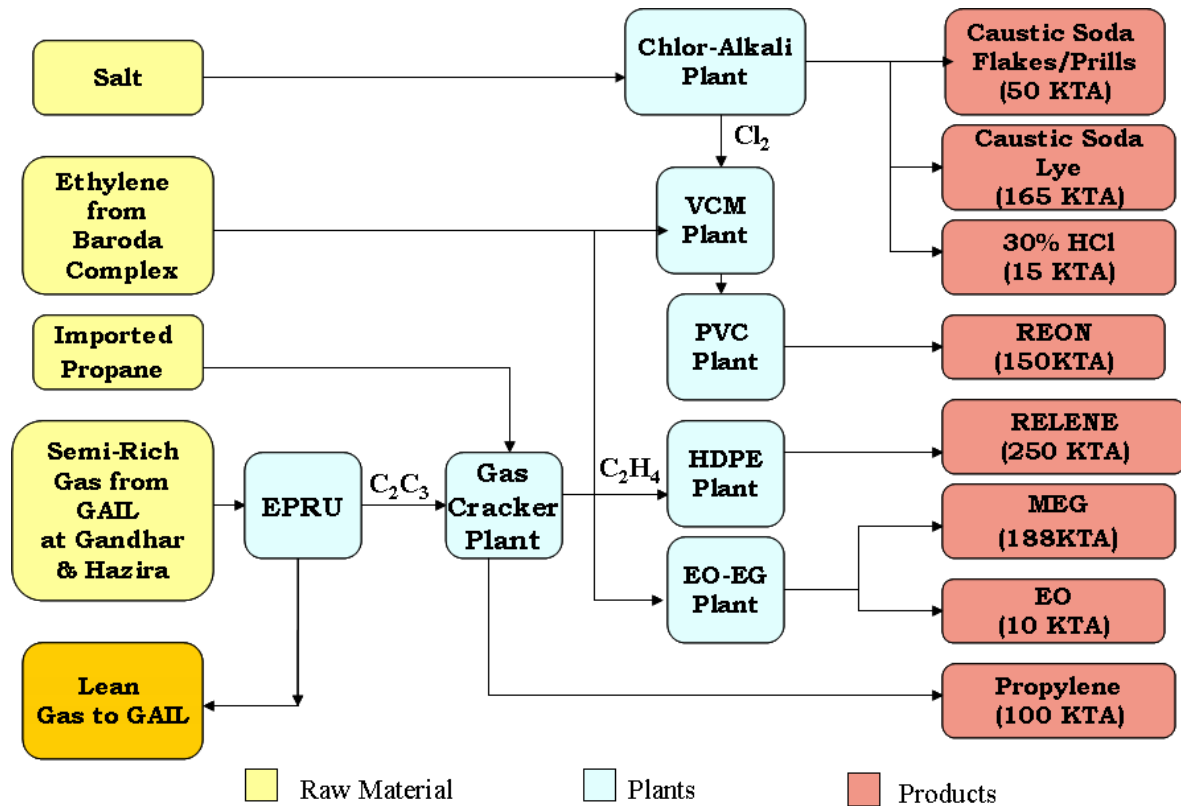 Salt
Chlor-Alkali
Plant
Caustic Soda
Flakes/Prills
(50 KTA)
Cl₂
Caustic Soda
Lye
(165 KTA)
Ethylene
from
Baroda
Complex
VCM
Plant
30% HCl
(15 KTA)
Imported
Propane
PVC
Plant
REON
(150KTA)
Semi-Rich
Gas from
GAIL
at Gandhar
& Hazira
EPRU
C₂C₃
Gas
Cracker
Plant
C₂H₄
HDPE
Plant
RELENE
(250 KTA)
MEG
(188KTA)
EO-EG
Plant
EO
(10 KTA)
Lean
Gas to GAIL
Propylene
(100 KTA)
Raw Material
Plants
Products